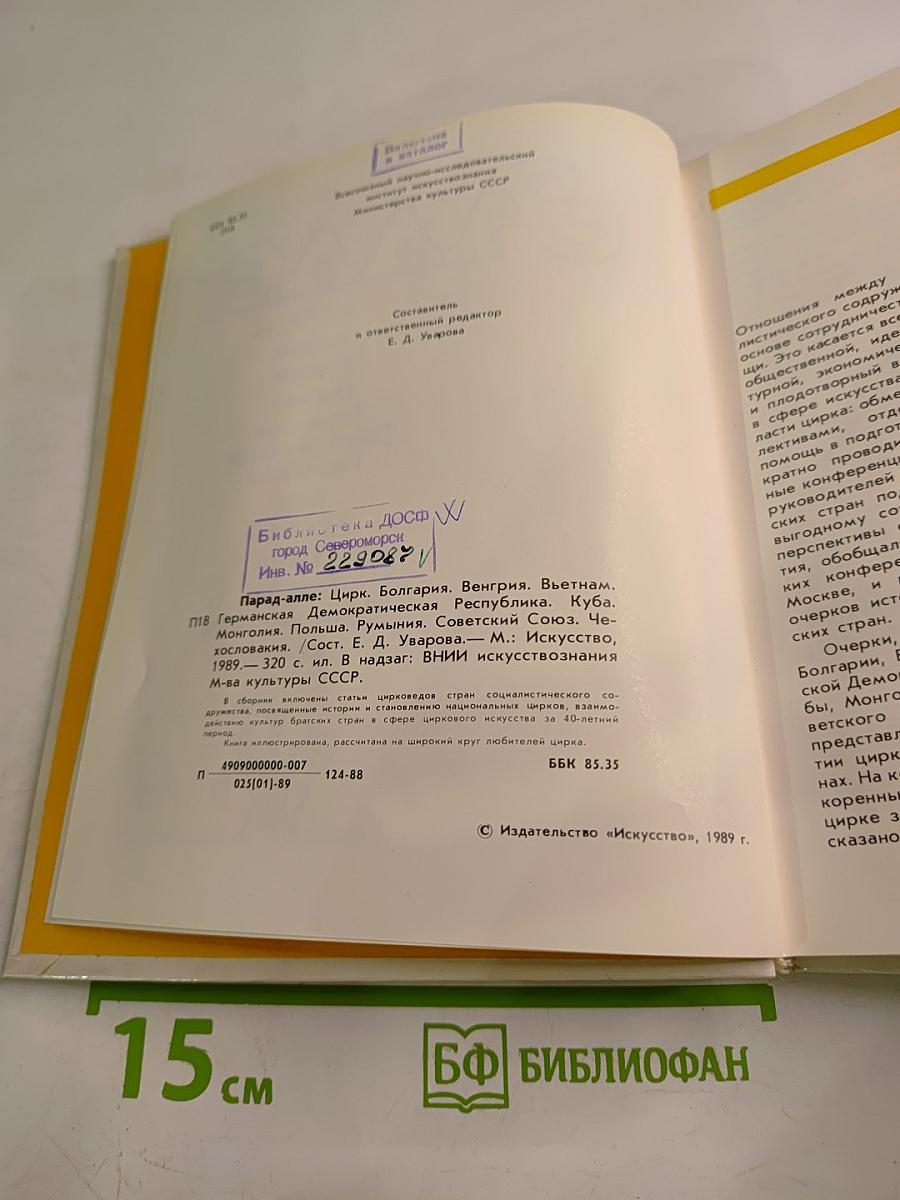 Включена
в каталог
Всесоюзный научно-исследовательский
институт искусствознания
Министерства культуры СССР
ББК 85.35
П18
Составитель
и ответственный редактор
Е. Д. Уварова
Библиотека ДОСФ
город Североморск
Инв. № 229087
Парад-алле: Цирк. Болгария. Венгрия. Вьетнам.
П18 Германская Демократическая Республика. Куба.
Монголия. Польша. Румыния. Советский Союз. Че-
хословакия. /Сост. Е. Д. Уварова.— М.: Искусство,
1989.— 320 с. ил. В надзаг: ВНИИ искусствознания
М-ва культуры СССР.
В сборник включены статьи цирковедов стран социалистического со-
дружества, посвященные истории и становлению национальных цирков, взаимо-
действию культур братских стран в сфере циркового искусства за 40-летний
период.
Книга иллюстрирована, рассчитана на широкий круг любителей цирка.
П 4909000000-007
025(01)-89
124-88
ББК 85.35
© Издательство «Искусство», 1989 г.
Отношения между
листического содруж
основе сотрудничест
щи. Это касается все
общественной, иде
турной, экономиче
и плодотворный в
в сфере искусства
ласти цирка: обме
лективами, отд
помощь в подгот
кратно проводи
ные конференц
руководителей
ских стран по
выгодному со
перспективы
тия, обобщал
ких конфере
Москве, и
очерков ист
ских стран.
Очерки,
Болгарии, В
ской Демо
бы, Монго
ветского
представл
тии цирк
нах. На к
коренны
цирке з
сказано
15 см
БФ БИБЛИОФАН